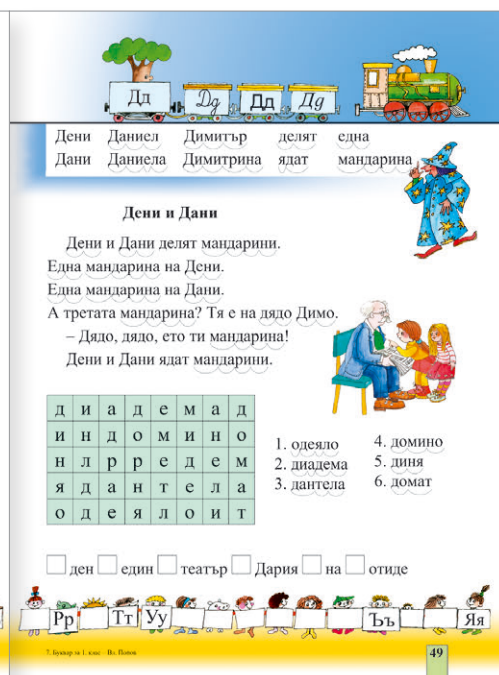 Дд Дд Дд Дд
Дени Даниел Димитър делят една
Дани Даниела Димитрина ядат мандарина
Дени и Дани
Дени и Дани делят мандарини.
Една мандарина на Дени.
Една мандарина на Дани.
А третата мандарина? Тя е на дядо Димо.
– Дядо, дядо, ето ти мандарина!
Дени и Дани ядат мандарини.
д и а д е м а д
и н д о м и н о
н л р р е д е м
я д а н т е л а
о д е я л о и т
1. одеяло
2. диадема
3. дантела
4. домино
5. диня
6. домат
ден един театър Дария на отиде
Рр Тт Уу Ъъ Яя
7. Буквар за 1. клас – Вл. Попов
49